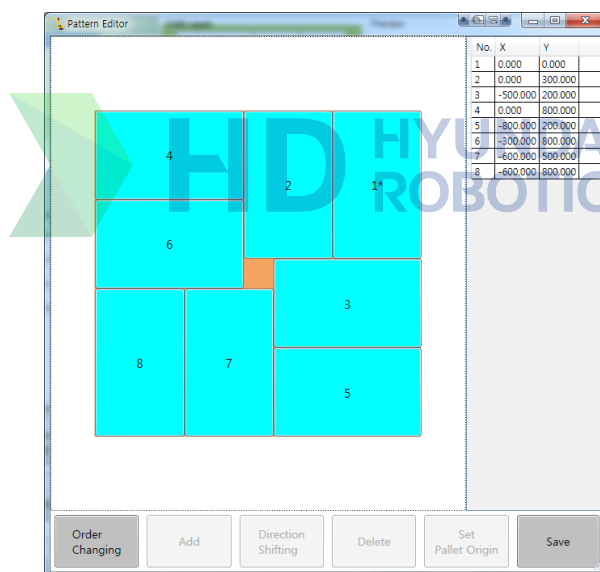 Pattern Editor
No. X Y
1 0.000 0.000
2 0.000 300.000
3 -500.000 200.000
4 0.000 800.000
5 -800.000 200.000
6 -300.000 800.000
7 -600.000 500.000
8 -600.000 800.000
HD HYUNDA
ROBOTIC
4
2
1*
6
3
8
7
5
Order
Changing
Add
Direction
Shifting
Delete
Set
Pallet Origin
Save